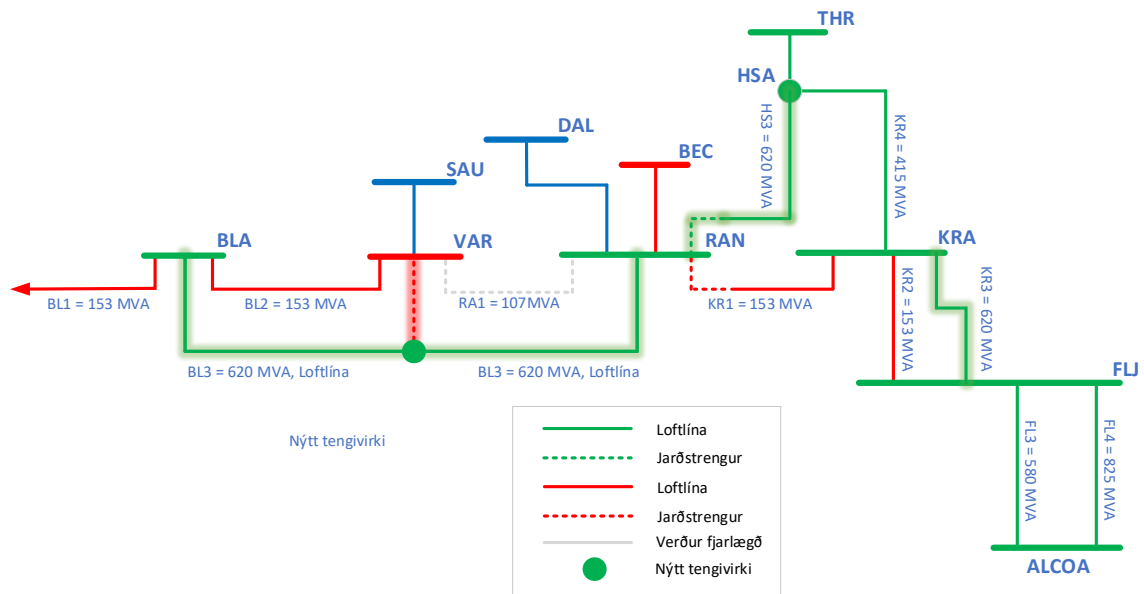 THR
HSA
HS3 = 620 MVA
KR4 = 415 MVA
DAL
BEC
SAU
BLA
VAR
RAN
KRA
BL1 = 153 MVA
BL2 = 153 MVA
RA1 = 107MVA
KR1 = 153 MVA
KR2 = 153 MVA
KR3 = 620 MVA
BL3 = 620 MVA, Loftlína
BL3 = 620 MVA, Loftlína
FLJ
Nýtt tengivirki
FL3 = 580 MVA
FL4 = 825 MVA
Loftlína
Jarðstrengur
Loftlína
Jarðstrengur
Verður fjarlægð
Nýtt tengivirki
ALCOA